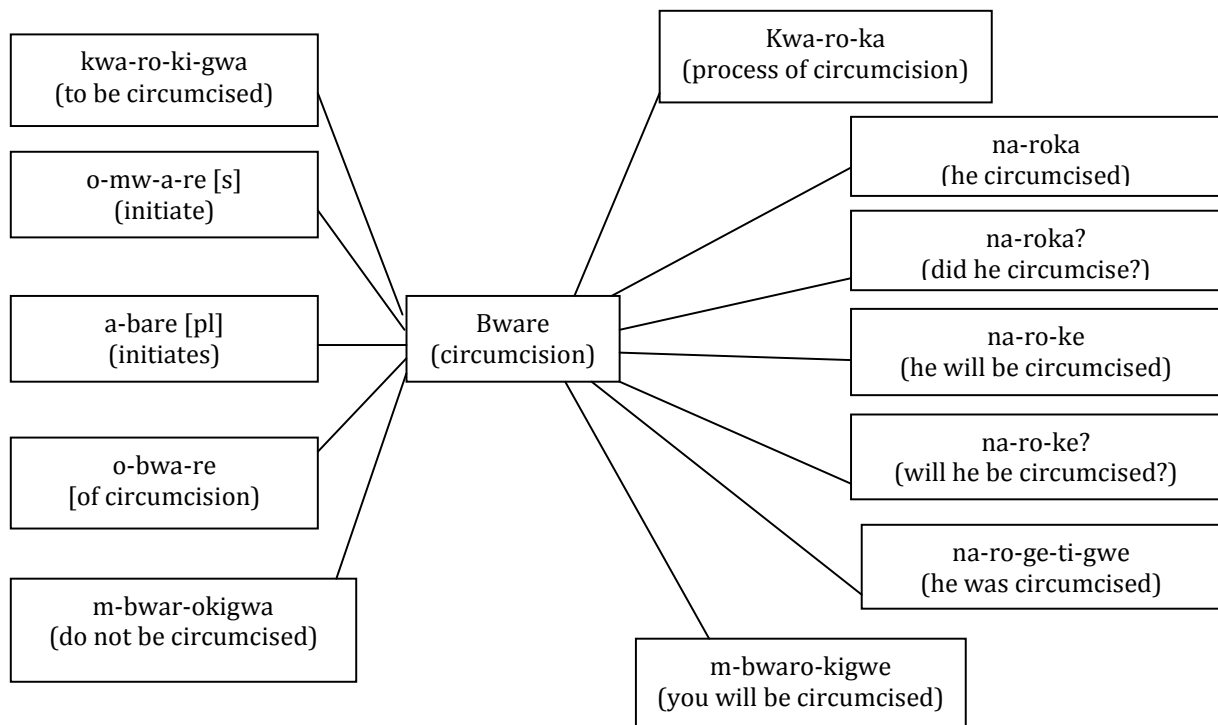 kwa-ro-ki-gwa
(to be circumcised)
o-mw-a-re [s]
(initiate)
a-bare [pl]
(initiates)
o-bwa-re
[of circumcision)
m-bwar-okigwa
(do not be circumcised)
Bware
(circumcision)
Kwa-ro-ka
(process of circumcision)
na-roka
(he circumcised)
na-roka?
(did he circumcise?)
na-ro-ke
(he will be circumcised)
na-ro-ke?
(will he be circumcised?)
na-ro-ge-ti-gwe
(he was circumcised)
m-bwaro-kigwe
(you will be circumcised)